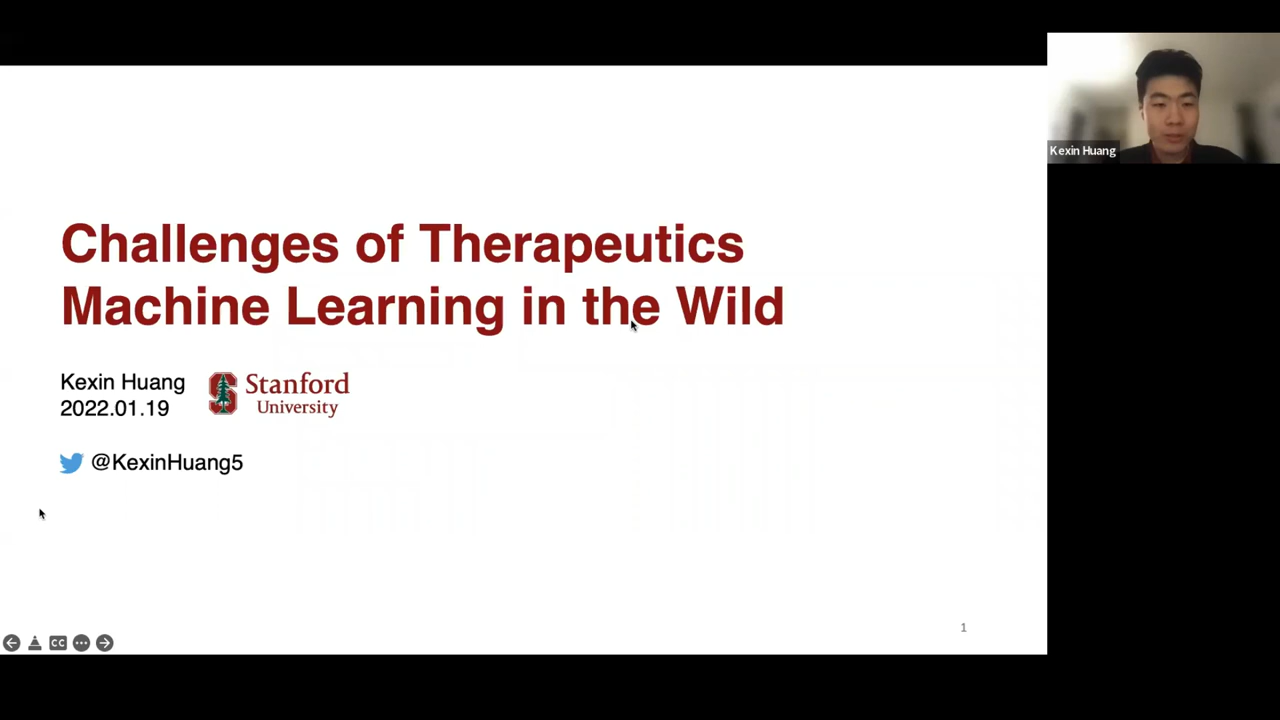 Challenges of Therapeutics
Machine Learning in the Wild
Kexin Huang
2022.01.19
Stanford
University
@KexinHuang5
CC
1
Kexin Huang